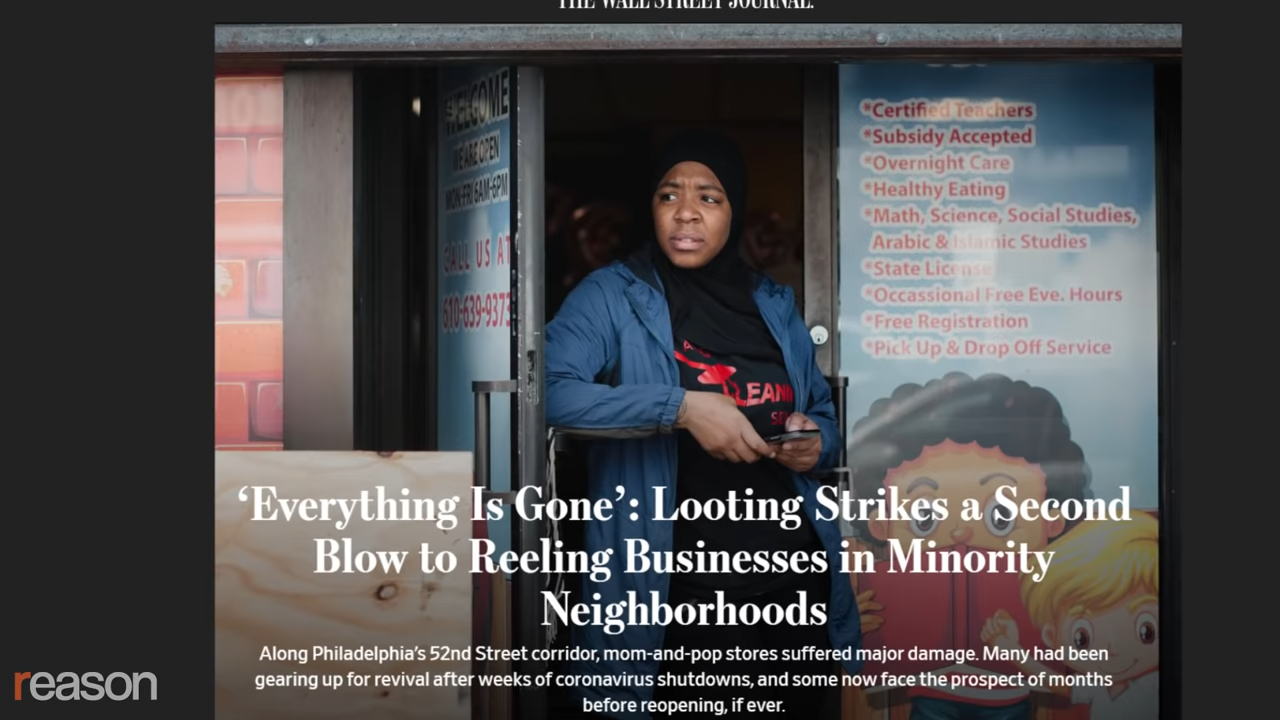 THE WALL STREET JOURNAL.
WELCOME
WE ARE OPEN
MON-FRI 6AM-6PM
CALL US AT
610-639-9373
*Certified Teachers
*Subsidy Accepted
*Overnight Care
*Healthy Eating
*Math, Science, Social Studies,
Arabic & Islamic Studies
*State License
*Occassional Free Eve. Hours
*Free Registration
*Pick Up & Drop Off Service
‘Everything Is Gone’: Looting Strikes a Second
Blow to Reeling Businesses in Minority
Neighborhoods
Along Philadelphia’s 52nd Street corridor, mom-and-pop stores suffered major damage. Many had been
gearing up for revival after weeks of coronavirus shutdowns, and some now face the prospect of months
before reopening, if ever.
reason